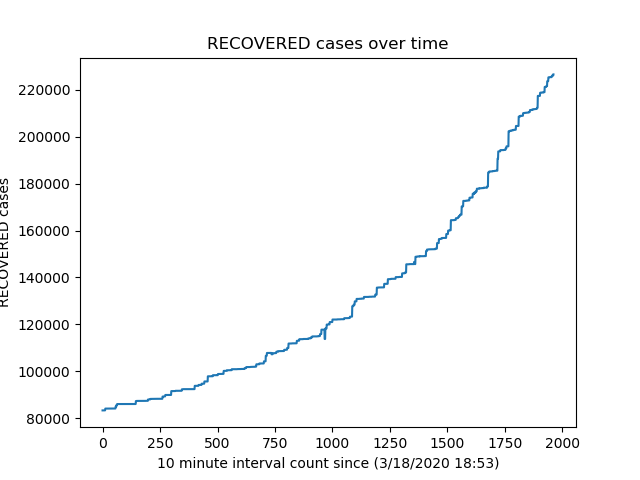 RECOVERED cases over time
220000
200000
180000
160000
140000
120000
100000
80000
RECOVERED cases
0 250 500 750 1000 1250 1500 1750 2000
10 minute interval count since (3/18/2020 18:53)